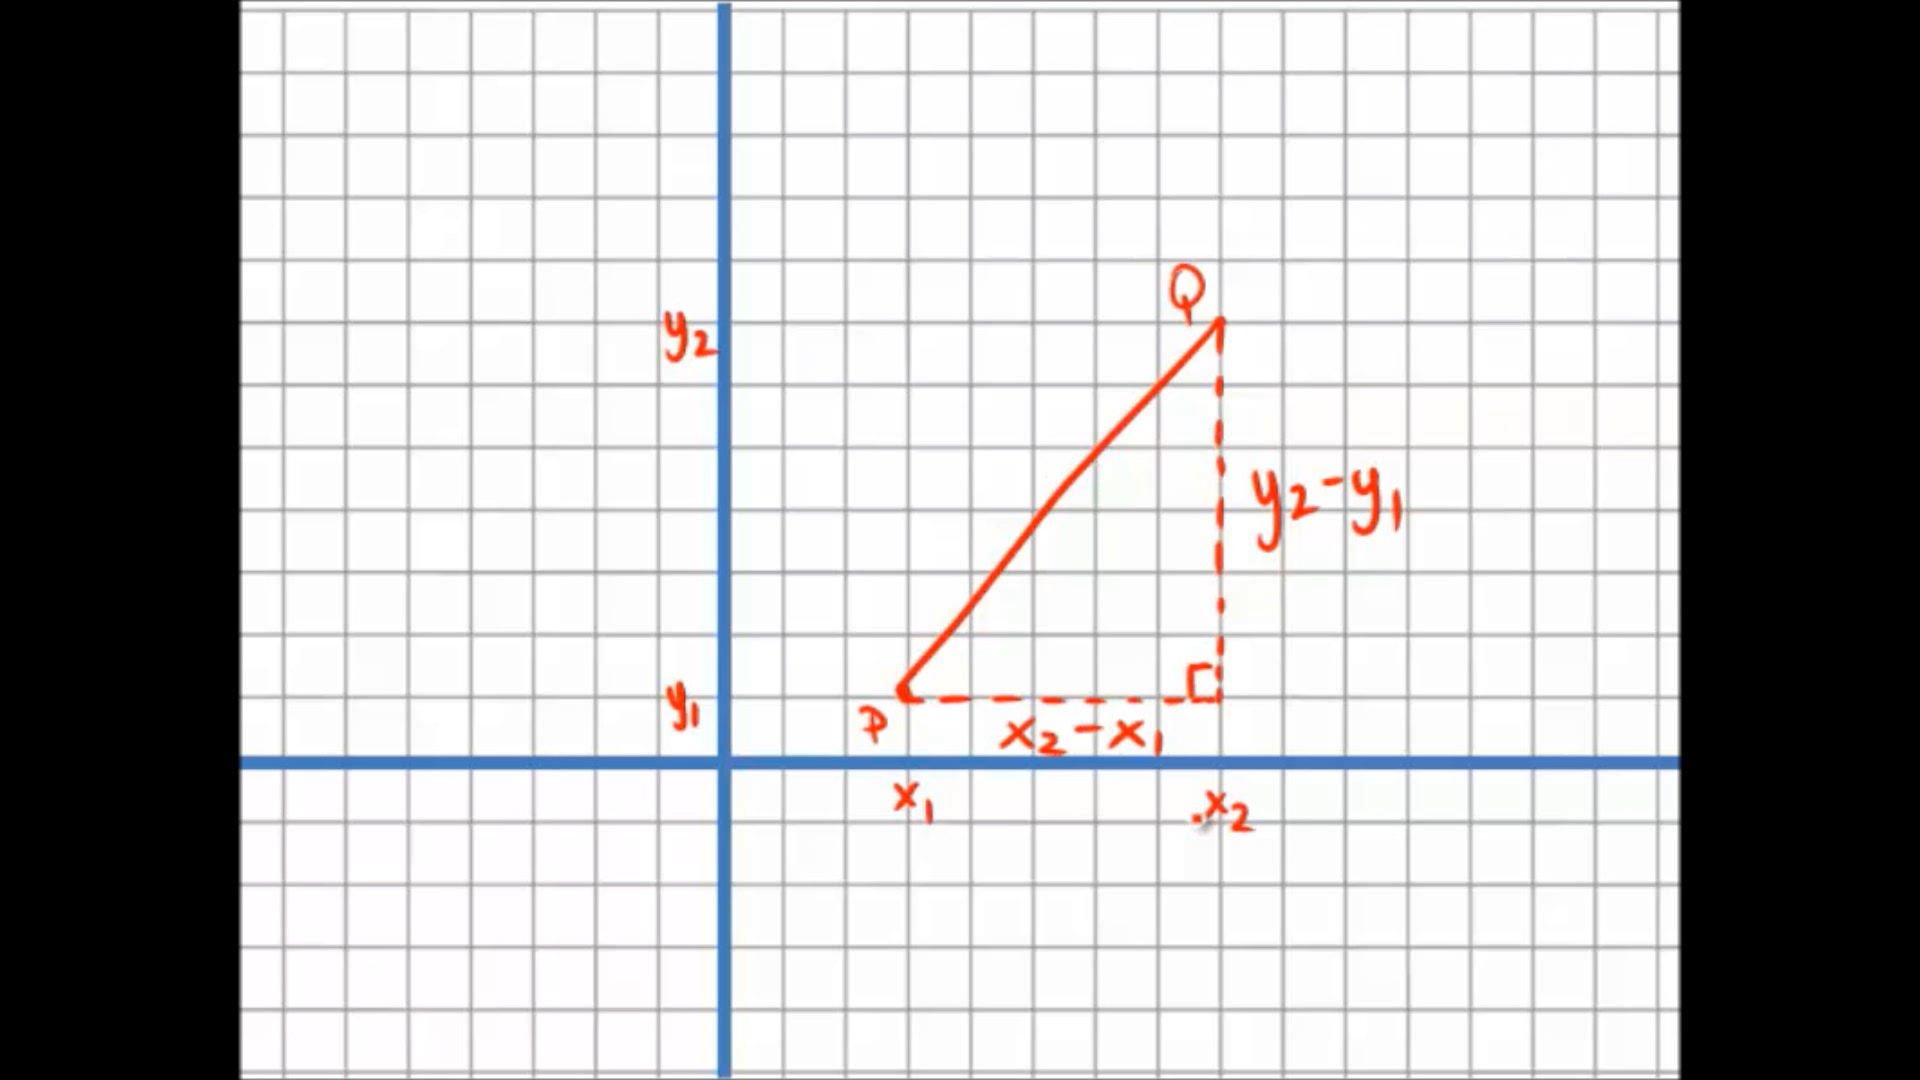 Q
y₂
y₂-y₁
y₁
P
x₂-x₁
x₁
x₂